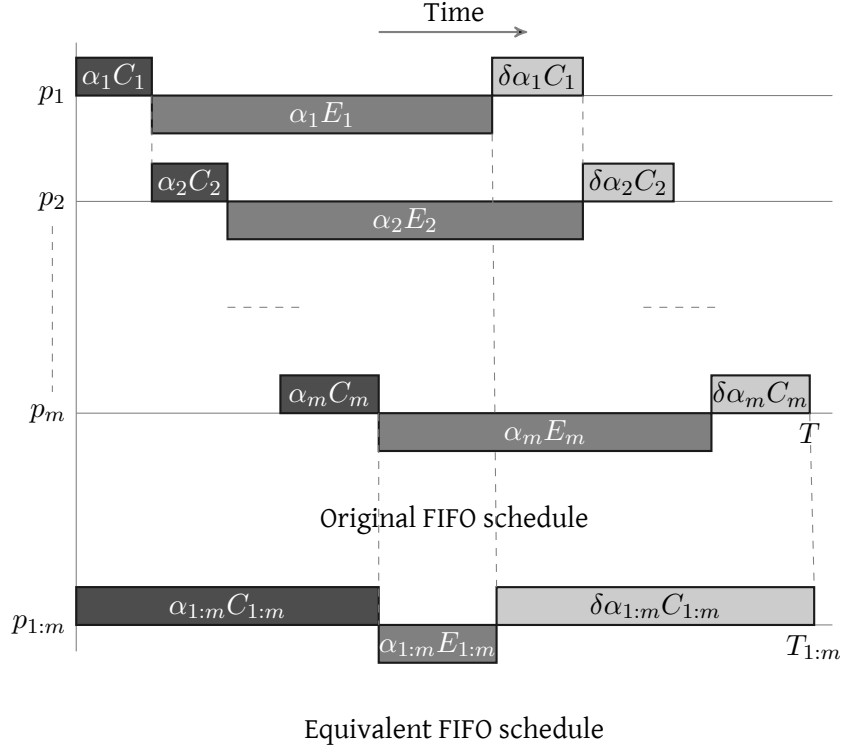 Time
α₁C₁
δα₁C₁
p₁
α₁E₁
α₂C₂
δα₂C₂
p₂
α₂E₂
αₘCₘ
δαₘCₘ
pₘ
αₘEₘ
T
Original FIFO schedule
α₁:ₘC₁:ₘ
δα₁:ₘC₁:ₘ
p₁:ₘ
α₁:ₘE₁:ₘ
T₁:ₘ
Equivalent FIFO schedule